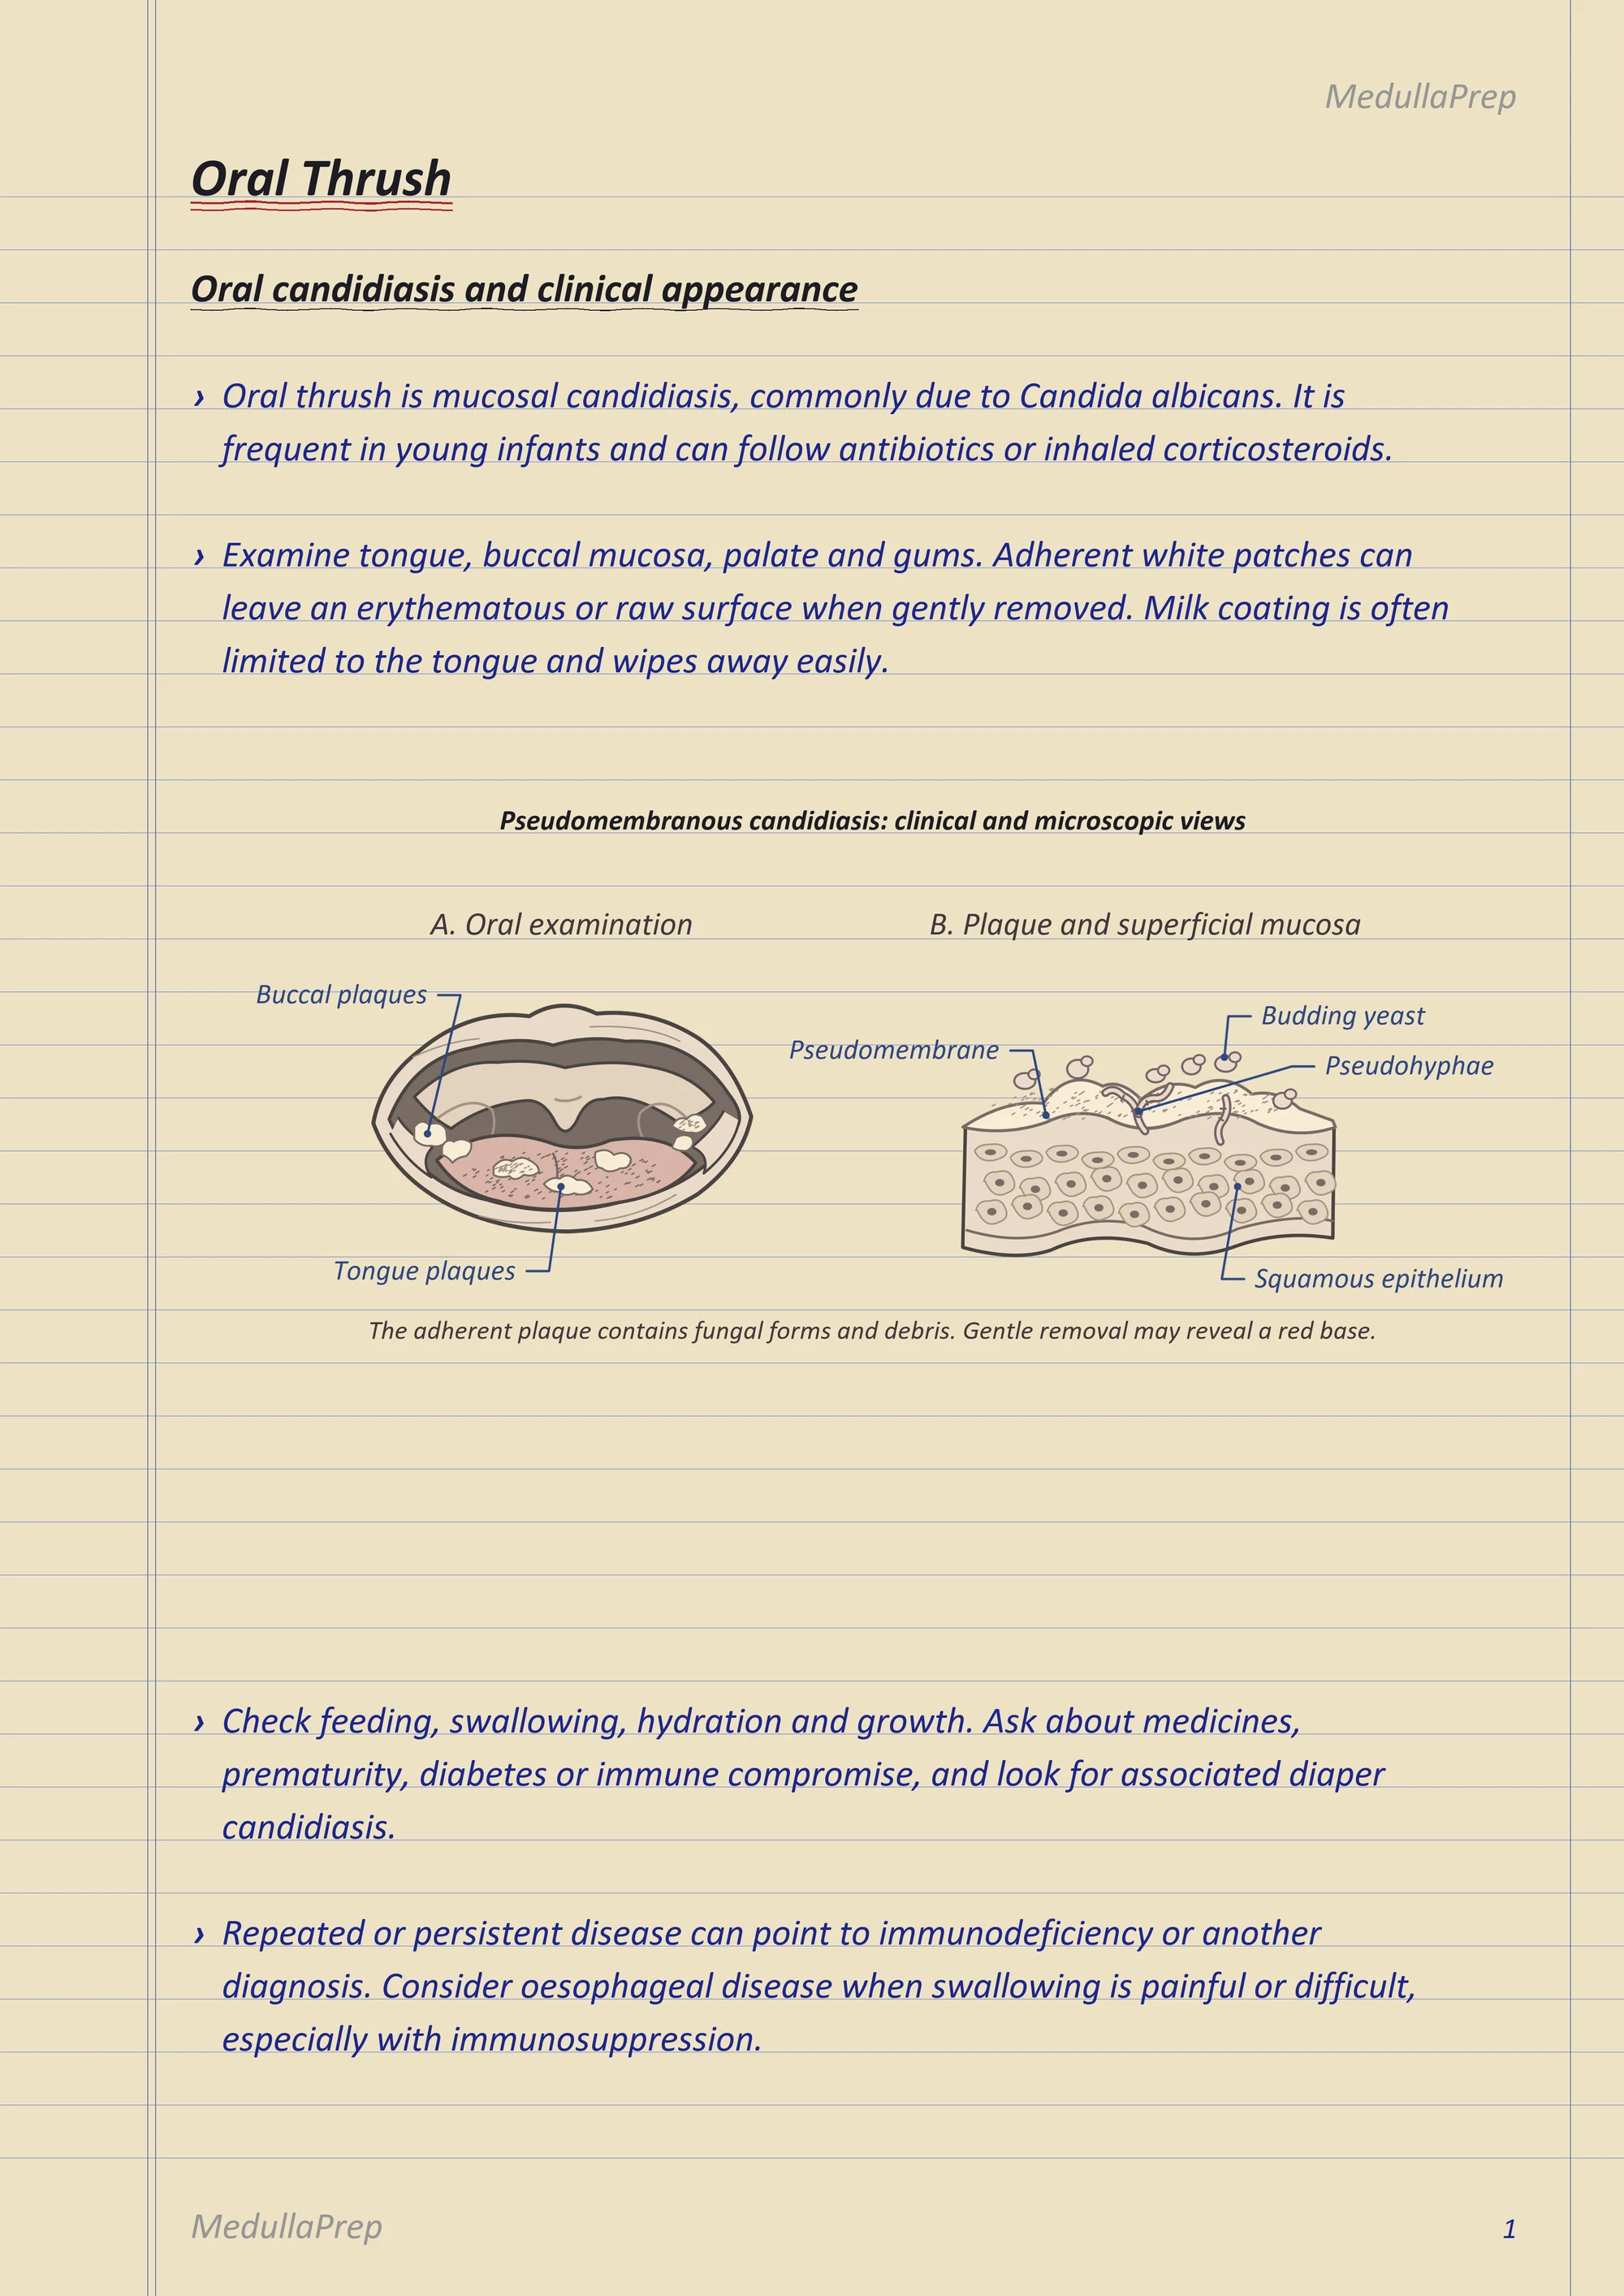 MedullaPrep
Oral Thrush
Oral candidiasis and clinical appearance
› Oral thrush is mucosal candidiasis, commonly due to Candida albicans. It is
frequent in young infants and can follow antibiotics or inhaled corticosteroids.
› Examine tongue, buccal mucosa, palate and gums. Adherent white patches can
leave an erythematous or raw surface when gently removed. Milk coating is often
limited to the tongue and wipes away easily.
Pseudomembranous candidiasis: clinical and microscopic views
A. Oral examination
Buccal plaques
Tongue plaques
B. Plaque and superficial mucosa
Pseudomembrane
Budding yeast
Pseudohyphae
Squamous epithelium
The adherent plaque contains fungal forms and debris. Gentle removal may reveal a red base.
› Check feeding, swallowing, hydration and growth. Ask about medicines,
prematurity, diabetes or immune compromise, and look for associated diaper
candidiasis.
› Repeated or persistent disease can point to immunodeficiency or another
diagnosis. Consider oesophageal disease when swallowing is painful or difficult,
especially with immunosuppression.
MedullaPrep
1